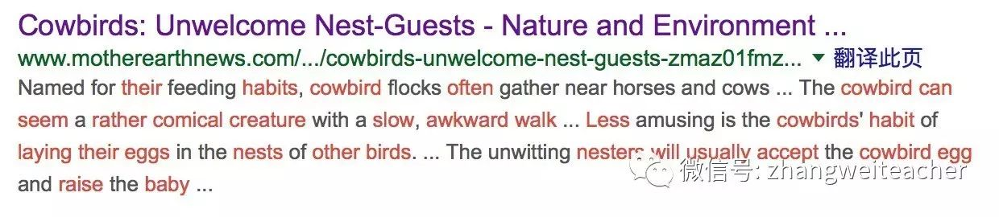 Cowbirds: Unwelcome Nest-Guests - Nature and Environment ...
www.motherearthnews.com/.../cowbirds-unwelcome-nest-guests-zmaz01fmz... 翻译此页
Named for their feeding habits, cowbird flocks often gather near horses and cows ... The cowbird can
seem a rather comical creature with a slow, awkward walk ... Less amusing is the cowbirds' habit of
laying their eggs in the nests of other birds. ... The unwitting nesters will usually accept the cowbird egg
and raise the baby ...
微信号: zhangweiteacher